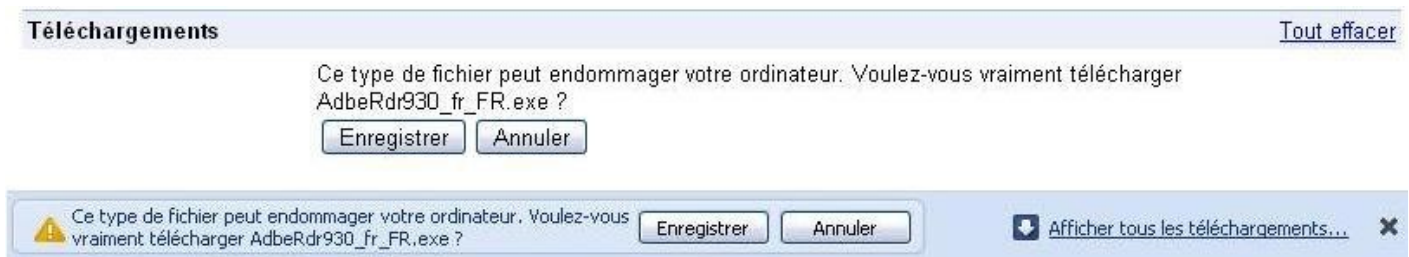 Téléchargements Tout effacer
Ce type de fichier peut endommager votre ordinateur. Voulez-vous vraiment télécharger
AdbeRdr930_fr_FR.exe ?
Enregistrer Annuler
Ce type de fichier peut endommager votre ordinateur. Voulez-vous
vraiment télécharger AdbeRdr930_fr_FR.exe ?
Enregistrer Annuler
Afficher tous les téléchargements...